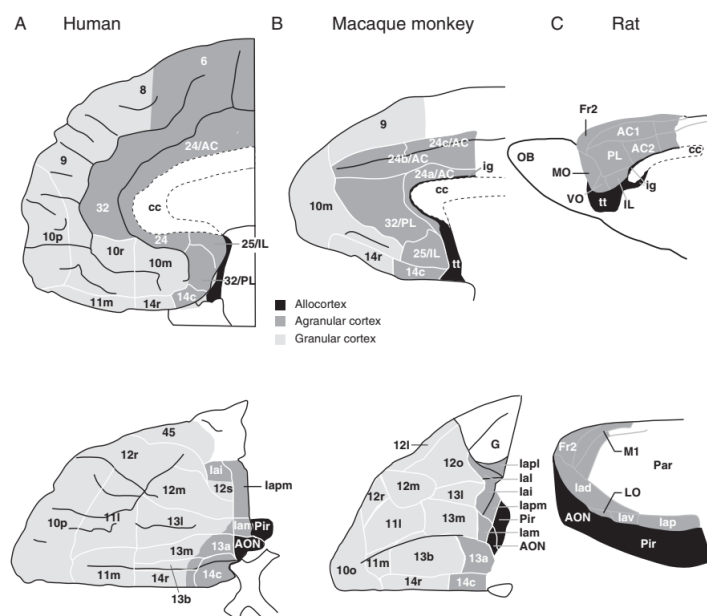 A Human
B Macaque monkey
C Rat
6
8
24/AC
9
32
cc
24
25/IL
10p
10r
10m
32/PL
11m
14r
14c
9
24c/AC
24b/AC
24a/AC
ig
cc
10m
32/PL
25/IL
14r
14c
tt
Fr2
AC1
AC2
PL
OB
MO
VO
tt
IL
ig
cc
Allocortex
Agranular cortex
Granular cortex
45
12r
Iai
12m
12s
Iapm
10p
11l
13l
Iam
Pir
13m
13a
AON
11m
14r
14c
13b
12l
G
12o
Iapl
Ial
Iai
12r
12m
13l
Iapm
13m
Pir
11l
Iam
AON
13b
11m
13a
10o
14r
14c
Fr2
M1
Par
Iad
LO
AON
Iav
Iap
Pir